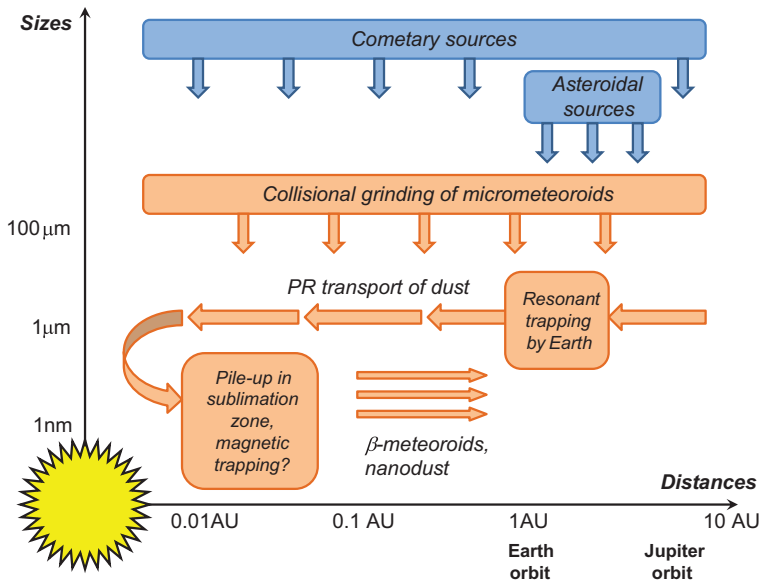 Sizes
Cometary sources
Asteroidal
sources
Collisional grinding of micrometeoroids
100 μm
PR transport of dust
Resonant
trapping
by Earth
1μm
Pile-up in
sublimation
zone,
magnetic
trapping?
1nm
β-meteoroids,
nanodust
Distances
0.01AU
0.1 AU
1AU
10 AU
Earth
orbit
Jupiter
orbit